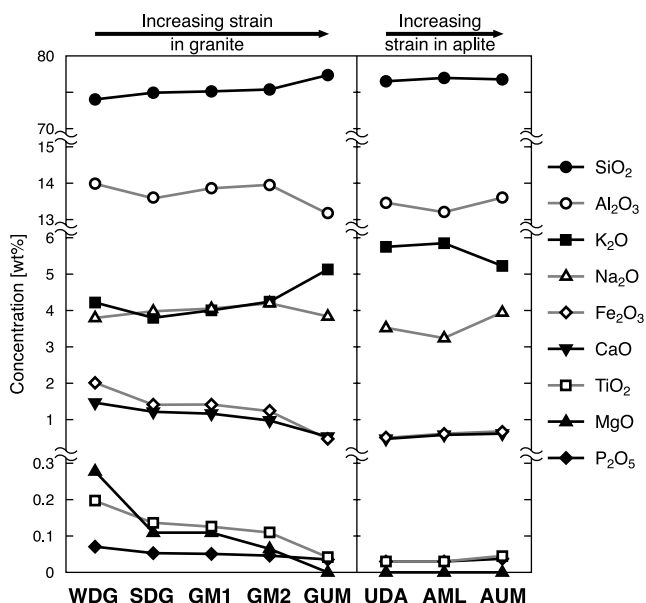 Increasing strain
in granite
Increasing
strain in aplite
Concentration [wt%]
80
70
15
14
13
6
5
4
3
2
1
0.3
0.2
0.1
0
SiO₂
Al₂O₃
K₂O
Na₂O
Fe₂O₃
CaO
TiO₂
MgO
P₂O₅
WDG SDG GM1 GM2 GUM UDA AML AUM